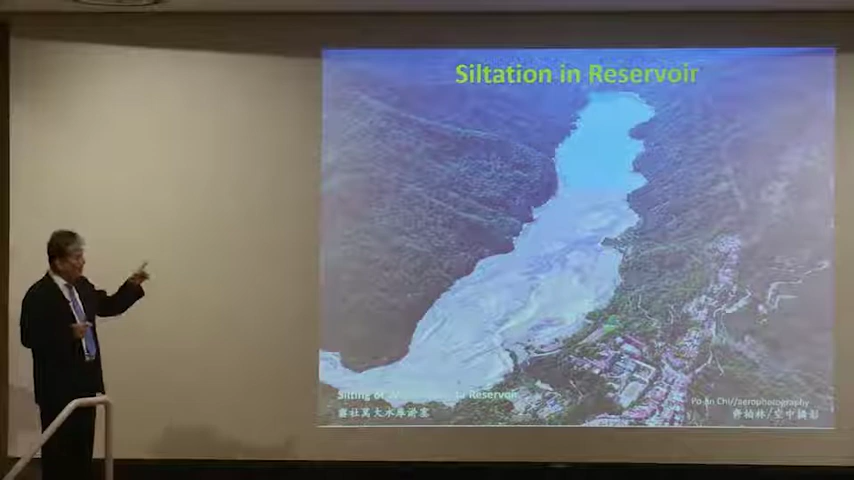 Siltation in Reservoir
Silting of Reservoir
霧社萬大水庫淤塞
Po-Lin Chi//aerophotography
齊柏林/空中攝影